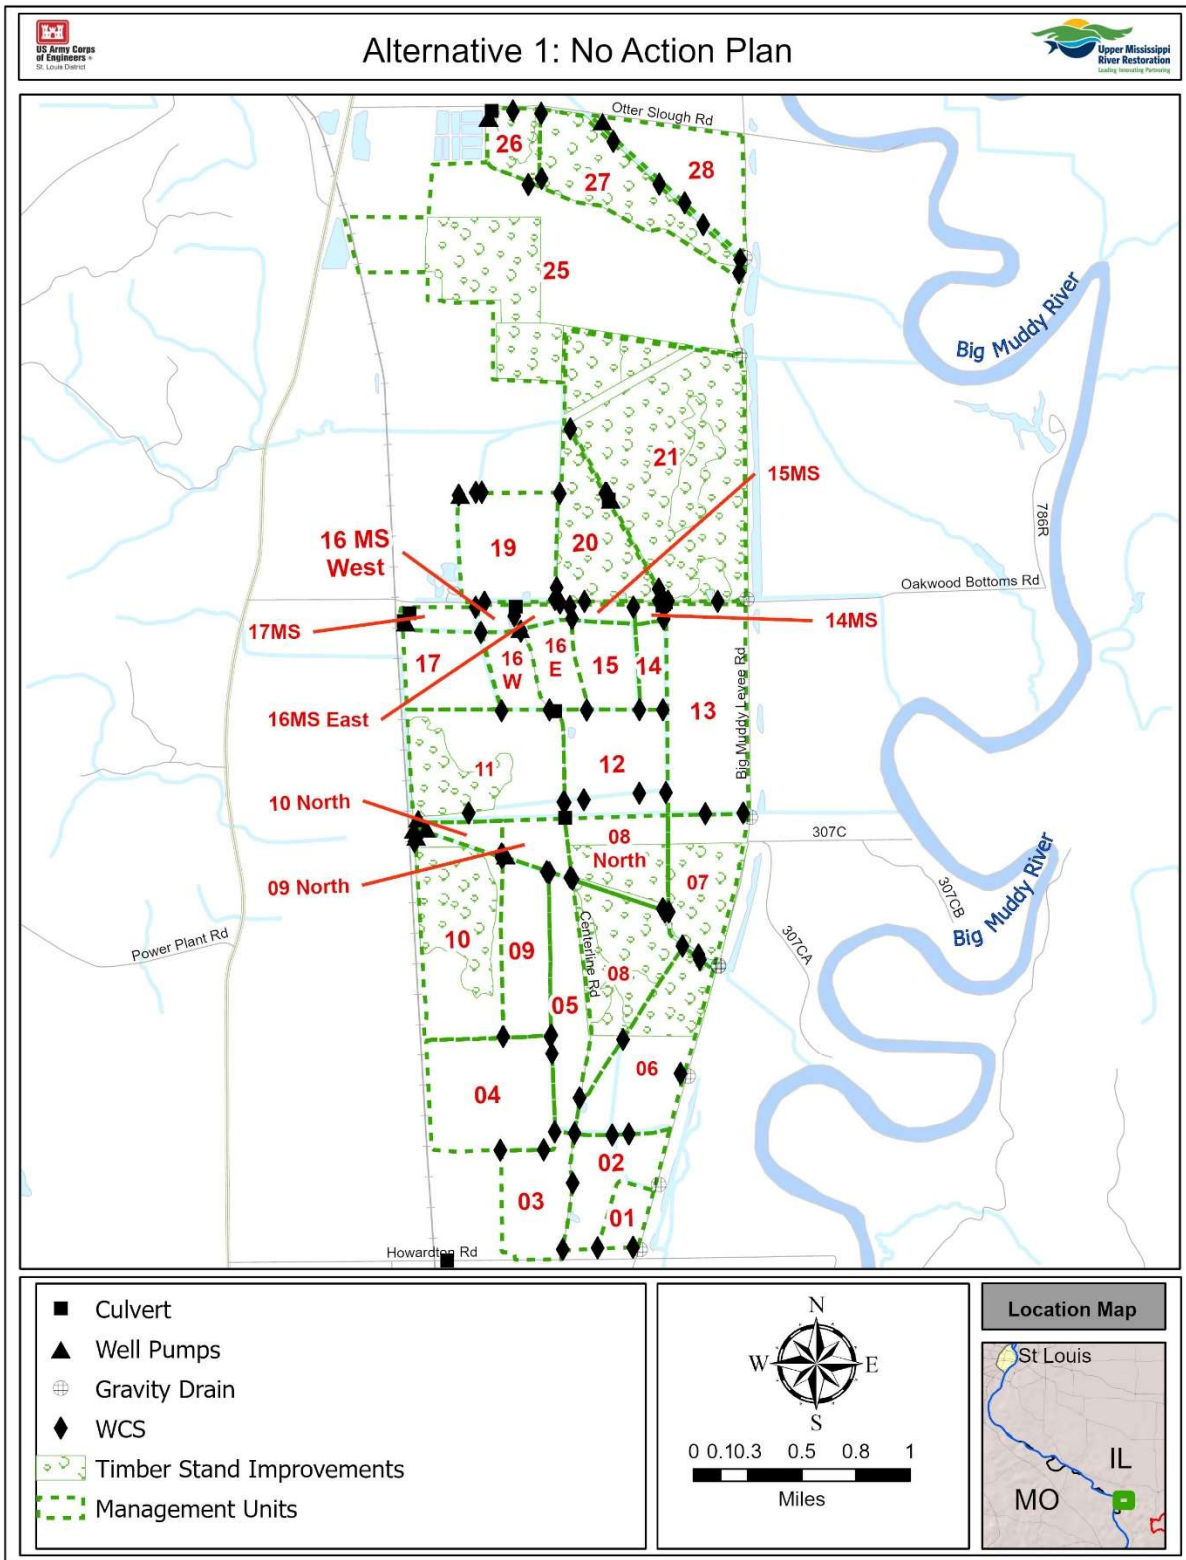 US Army Corps
of Engineers ®
St. Louis District
Alternative 1: No Action Plan
Upper Mississippi
River Restoration
Leading Innovating Partnering
Otter Slough Rd
26
27
28
25
Big Muddy River
21
15MS
786R
19
20
16 MS
West
Oakwood Bottoms Rd
17MS
14MS
17
16
W
16
E
15
14
16MS East
13
Big Muddy Levee Rd
11
12
10 North
08
North
307C
09 North
07
307CB
Big Muddy River
Power Plant Rd
10
09
Centerline Rd
08
307CA
05
06
04
02
03
01
Howardton Rd
Culvert
Well Pumps
Gravity Drain
WCS
Timber Stand Improvements
Management Units
N
W E
S
0 0.10.3 0.5 0.8 1
Miles
Location Map
St Louis
IL
MO